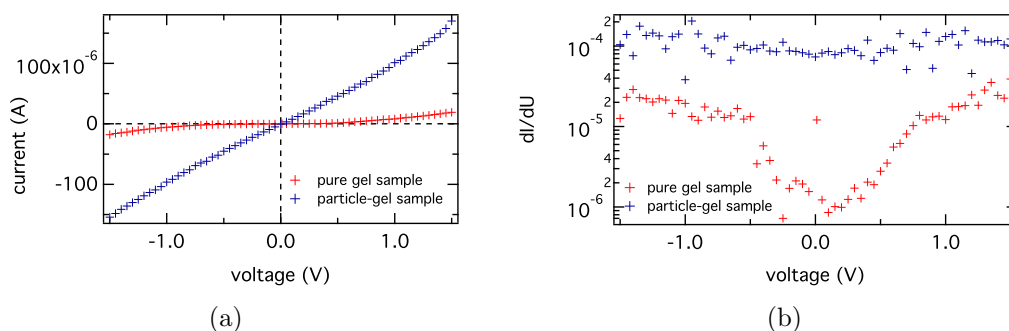 current (A)
100x10⁻⁶
0
-100
pure gel sample
particle-gel sample
-1.0
0.0
1.0
voltage (V)
(a)
dI/dU
2
10⁻⁴
6
4
2
10⁻⁵
6
4
2
10⁻⁶
pure gel sample
particle-gel sample
-1.0
0.0
1.0
voltage (V)
(b)